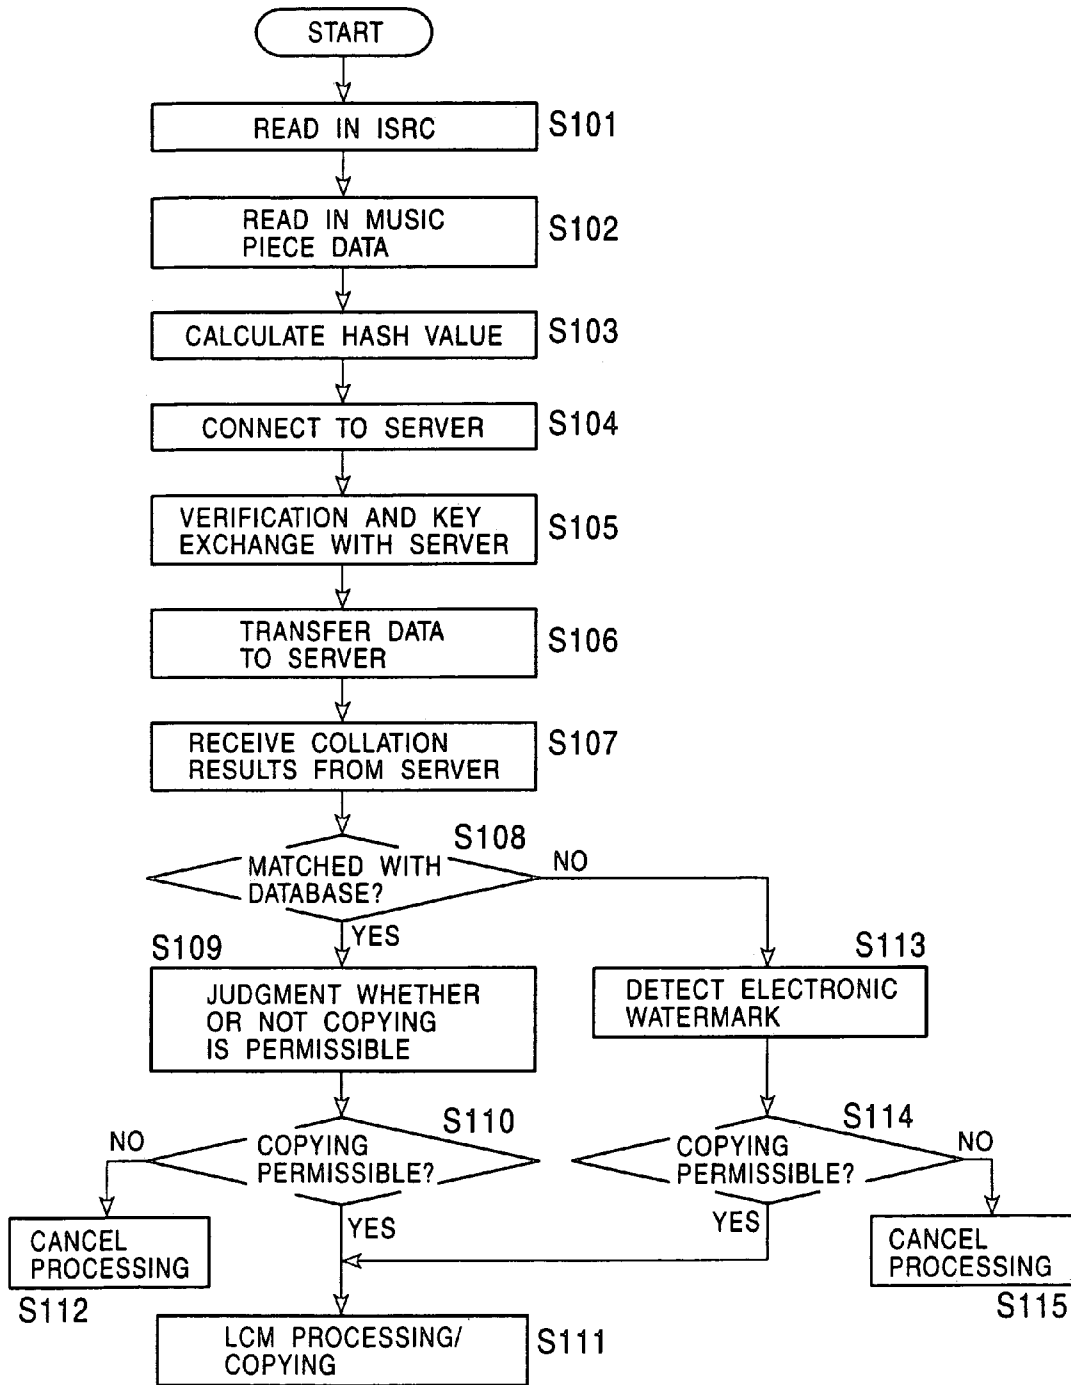 START
READ IN ISRC
S101
READ IN MUSIC
PIECE DATA
S102
CALCULATE HASH VALUE
S103
CONNECT TO SERVER
S104
VERIFICATION AND KEY
EXCHANGE WITH SERVER
S105
TRANSFER DATA
TO SERVER
S106
RECEIVE COLLATION
RESULTS FROM SERVER
S107
S108
MATCHED WITH
DATABASE?
NO
YES
S109
JUDGMENT WHETHER
OR NOT COPYING
IS PERMISSIBLE
S113
DETECT ELECTRONIC
WATERMARK
S110
NO
COPYING
PERMISSIBLE?
YES
S114
COPYING
PERMISSIBLE?
NO
YES
CANCEL
PROCESSING
S112
CANCEL
PROCESSING
S115
LCM PROCESSING/
COPYING
S111